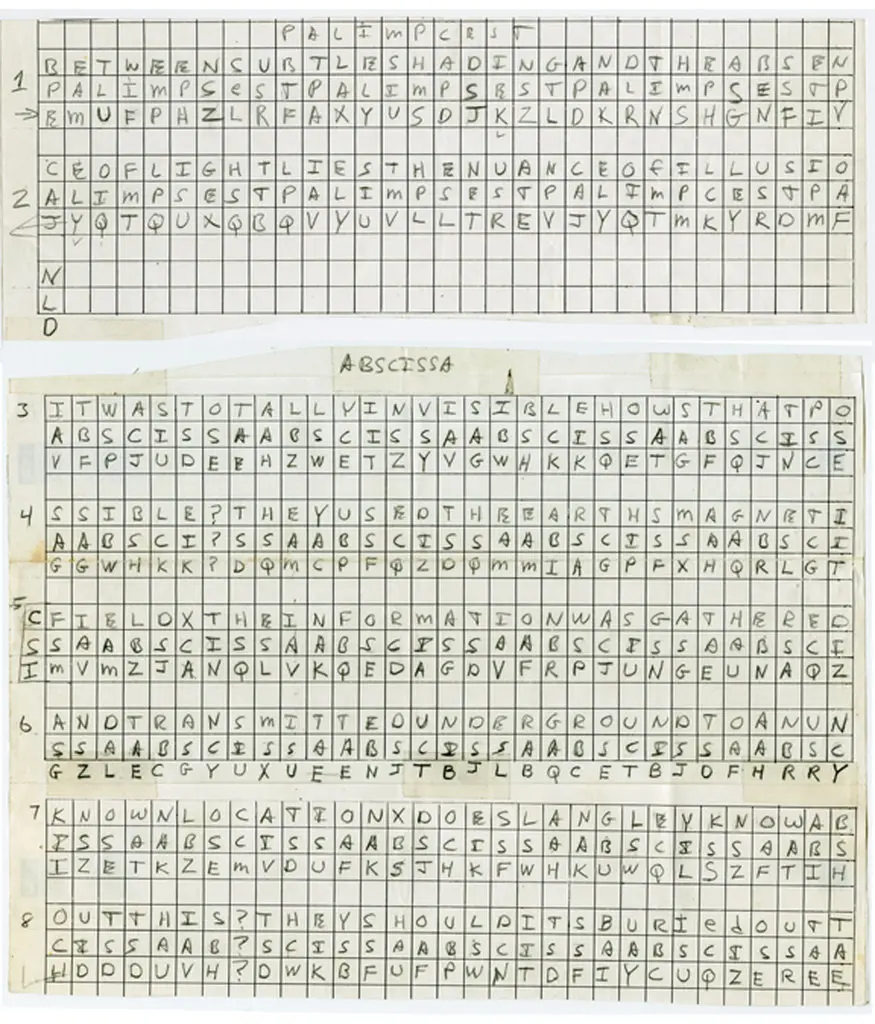 PALIMPCEST
1 BETWEENSUBTLESHADINGANDTHEABSEN
PALIMPSESTPALIMPSESTPALIMPSESTP
EMUFPHZLRFAXYUSDJKZLDKRNSHGNFIV
2 CEOFLIGHTLIESTHENUANCEOFILLUSIO
ALIMPSESTPALIMPSESTPALIMPCESTPA
JYQTQUXQBQVYUVLLTREVJYQTMKYRDMF
N
L
D
ABSCISSA
3 ITWASTOTALLYINVISIBLEHOWSTHATPO
ABSCISSAABSCISSAABSCISSAABSCISS
VFPJUDEEHZWETZYVGWHKKQETGFQJNCE
4 SSIBLE?THEYUSEDTHEEARTHSMAGNETI
AABSCI?SSAABSCISSAABSCISSAABSCI
GGWHKK?DQMCPFQZDQMMIAGPFXHQRLGT
5 CFIELDXTHEINFORMATIONWASGATHERED
SSAABSCISSAABSCISSAABSCISSAABSCI
IMVMZJANQLVKQEDAGDVFRPJUNGEUNAQZ
6 ANDTRANSMITTEDUNDERGROUNDTOANUN
SSAABSCISSAABSCISSAABSCISSAABSC
GZLECGYUXUEENJTBJLBQCETBJDFHRRY
7 KNOWNLOCATIONXDOESLANGLEYKNOWAB
ISSAABSCISSAABSCISSAABSCISSAABS
IZETKZEMVDUFKSJHKFWHKUWQLSZFTIH
8 OUTTHIS?THEYSHOULDITSBURIedOUTT
CISSAAB?SCISSAABSCISSAABSCISSAA
HDDDUVH?DWKBFUFPWNTDFIYCUQZEREE